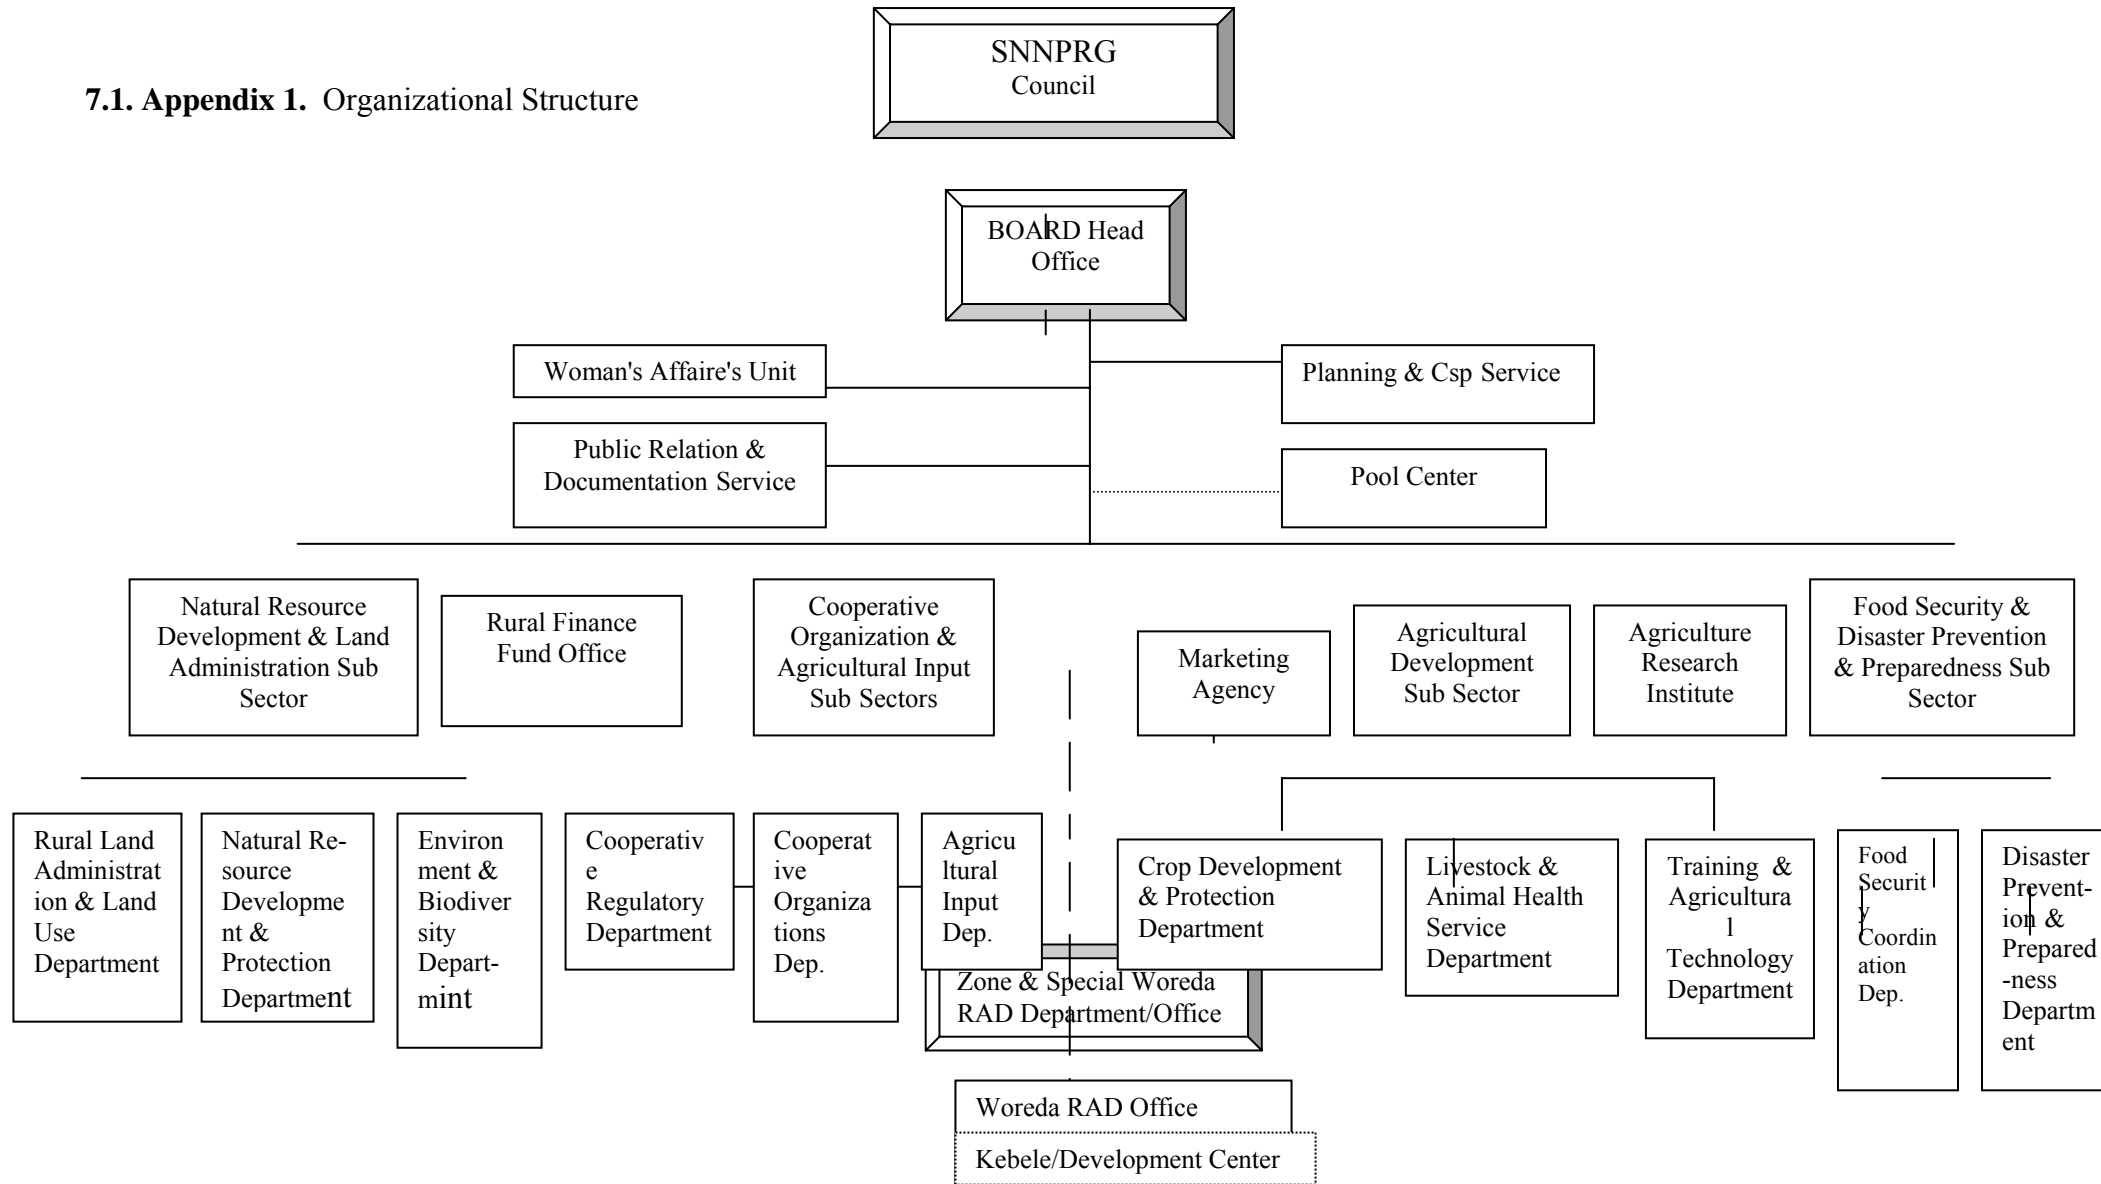 SNNPRG
Council
7.1. Appendix 1. Organizational Structure
BOARD Head
Office
Woman's Affaire's Unit
Planning & Csp Service
Public Relation &
Documentation Service
Pool Center
Natural Resource
Development & Land
Administration Sub
Sector
Rural Finance
Fund Office
Cooperative
Organization &
Agricultural Input
Sub Sectors
Marketing
Agency
Agricultural
Development
Sub Sector
Agriculture
Research
Institute
Food Security &
Disaster Prevention
& Preparedness Sub
Sector
Rural Land
Administrat
ion & Land
Use
Department
Natural Re-
source
Developme
nt &
Protection
Department
Environ
ment &
Biodiver
sity
Depart-
mint
Cooperativ
e
Regulatory
Department
Cooperat
ive
Organiza
tions
Dep.
Agricu
ltural
Input
Dep.
Crop Development
& Protection
Department
Livestock &
Animal Health
Service
Department
Training &
Agricultura
l
Technology
Department
Food
Securit
y
Coordin
ation
Dep.
Disaster
Prevent-
ion &
Prepared
-ness
Departm
ent
Zone & Special Woreda
RAD Department/Office
Woreda RAD Office
Kebele/Development Center